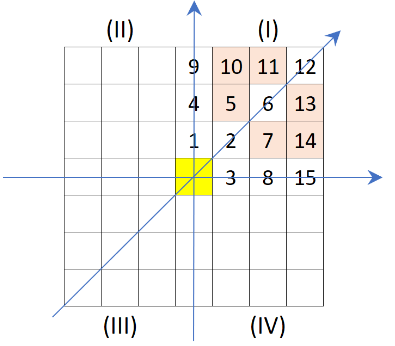 (II) (I)
9 10 11 12
4 5 6 13
1 2 7 14
3 8 15
(III) (IV)